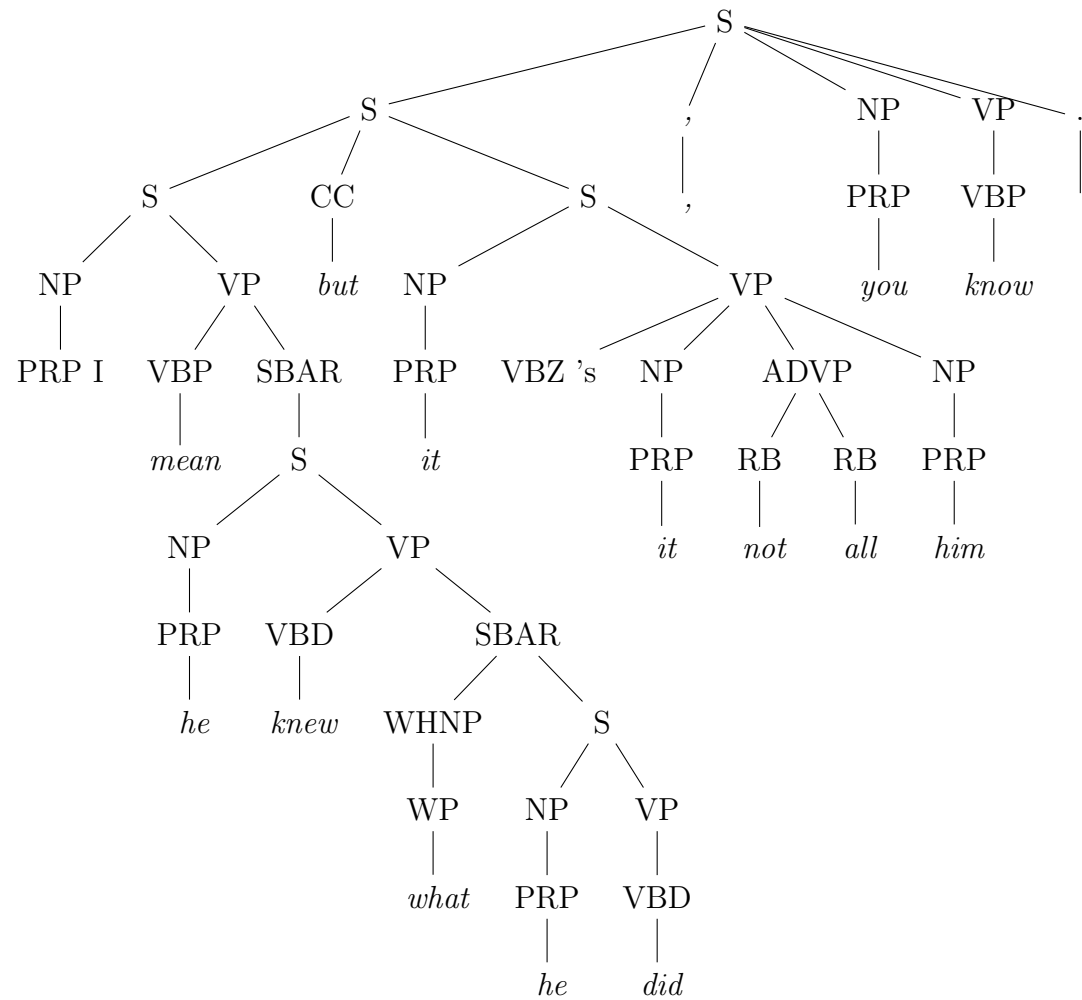 S
S , NP VP .
S CC S , PRP VBP
NP VP but NP VP you know
PRP I VBP SBAR PRP VBZ 's NP ADVP NP
mean S it PRP RB RB PRP
NP VP it not all him
PRP VBD SBAR
he knew WHNP S
WP NP VP
what PRP VBD
he did